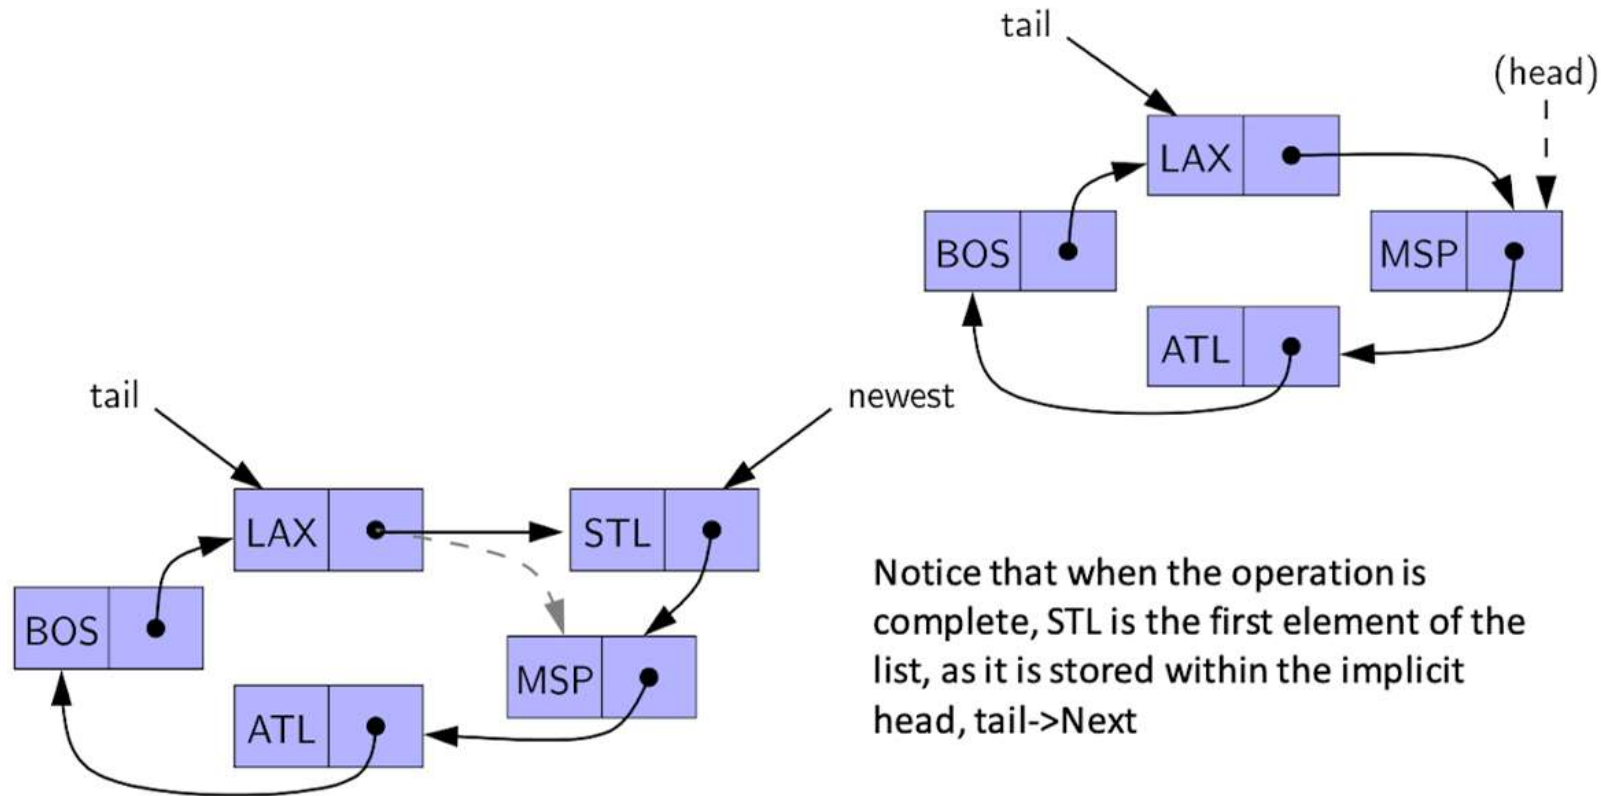 tail
(head)
LAX
BOS
MSP
ATL
tail
newest
LAX
STL
BOS
MSP
ATL
Notice that when the operation is
complete, STL is the first element of the
list, as it is stored within the implicit
head, tail->Next